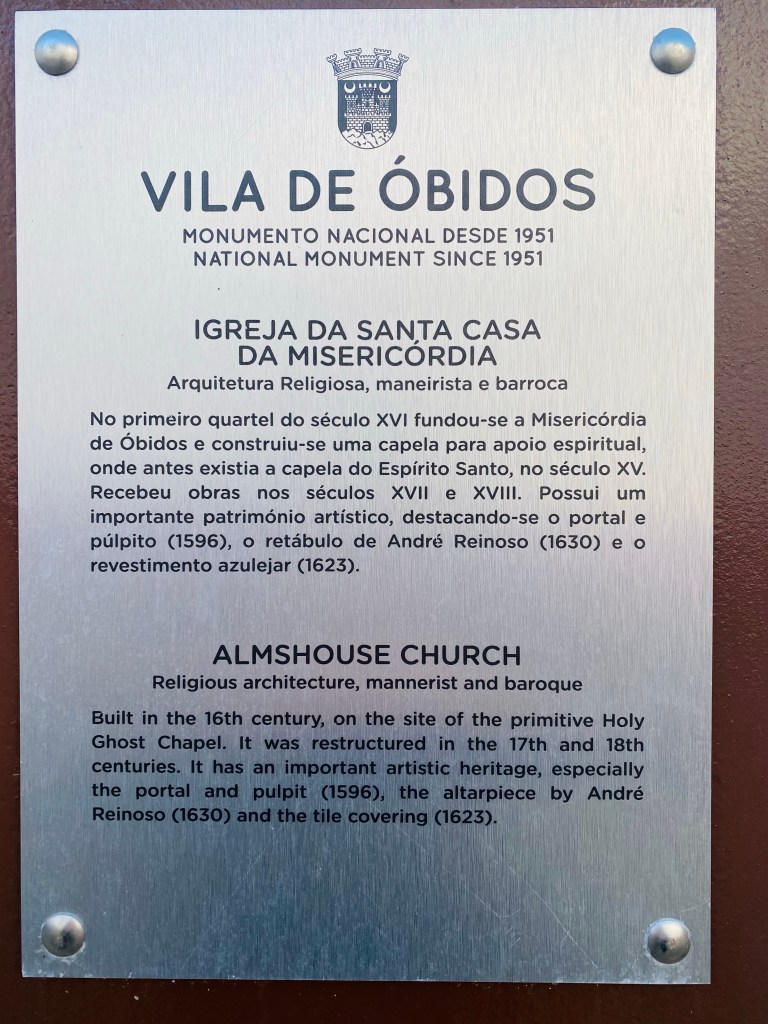 VILA DE ÓBIDOS
MONUMENTO NACIONAL DESDE 1951
NATIONAL MONUMENT SINCE 1951
IGREJA DA SANTA CASA
DA MISERICÓRDIA
Arquitetura Religiosa, maneirista e barroca
No primeiro quartel do século XVI fundou-se a Misericórdia
de Óbidos e construiu-se uma capela para apoio espiritual,
onde antes existia a capela do Espírito Santo, no século XV.
Recebeu obras nos séculos XVII e XVIII. Possui um
importante património artístico, destacando-se o portal e
púlpito (1596), o retábulo de André Reinoso (1630) e o
revestimento azulejar (1623).
ALMSHOUSE CHURCH
Religious architecture, mannerist and baroque
Built in the 16th century, on the site of the primitive Holy
Ghost Chapel. It was restructured in the 17th and 18th
centuries. It has an important artistic heritage, especially
the portal and pulpit (1596), the altarpiece by André
Reinoso (1630) and the tile covering (1623).